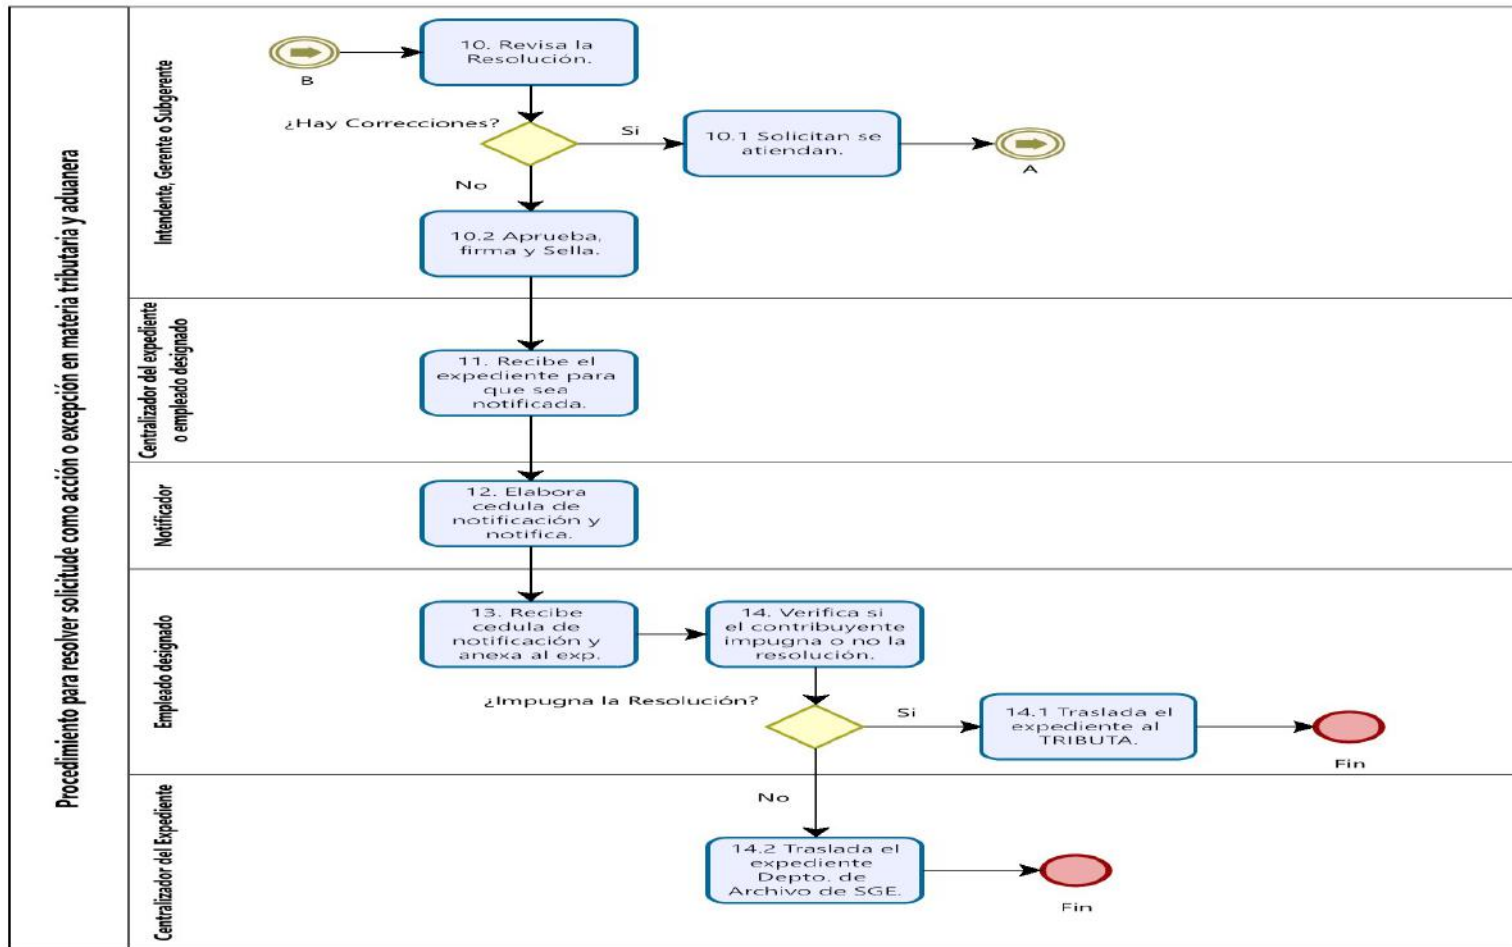 Procedimiento para resolver solicitude como acción o excepción en materia tributaria y aduanera
Intendente, Gerente o Subgerente
B
10. Revisa la
Resolución.
¿Hay Correcciones?
Si
10.1 Solicitan se
atiendan.
A
No
10.2 Aprueba,
firma y Sella.
Centralizador del expediente
o empleado designado
11. Recibe el
expediente para
que sea
notificada.
Notificador
12. Elabora
cedula de
notificación y
notifica.
Empleado designado
13. Recibe
cedula de
notificación y
anexa al exp.
14. Verifica si
el contribuyente
impugna o no la
resolución.
¿Impugna la Resolución?
Si
14.1 Traslada el
expediente al
TRIBUTA.
Fin
Centralizador del Expediente
No
14.2 Traslada el
expediente
Depto. de
Archivo de SGE.
Fin